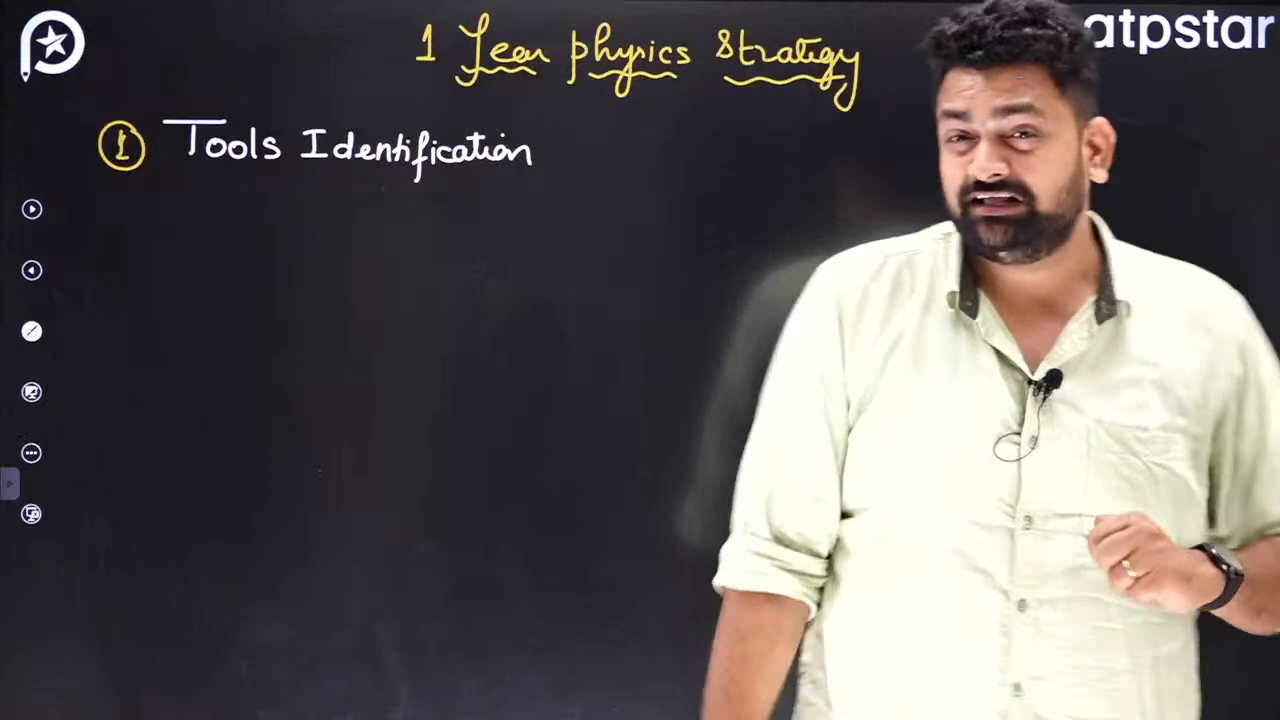 1 Year physics Strategy
atpstar
1 Tools Identification